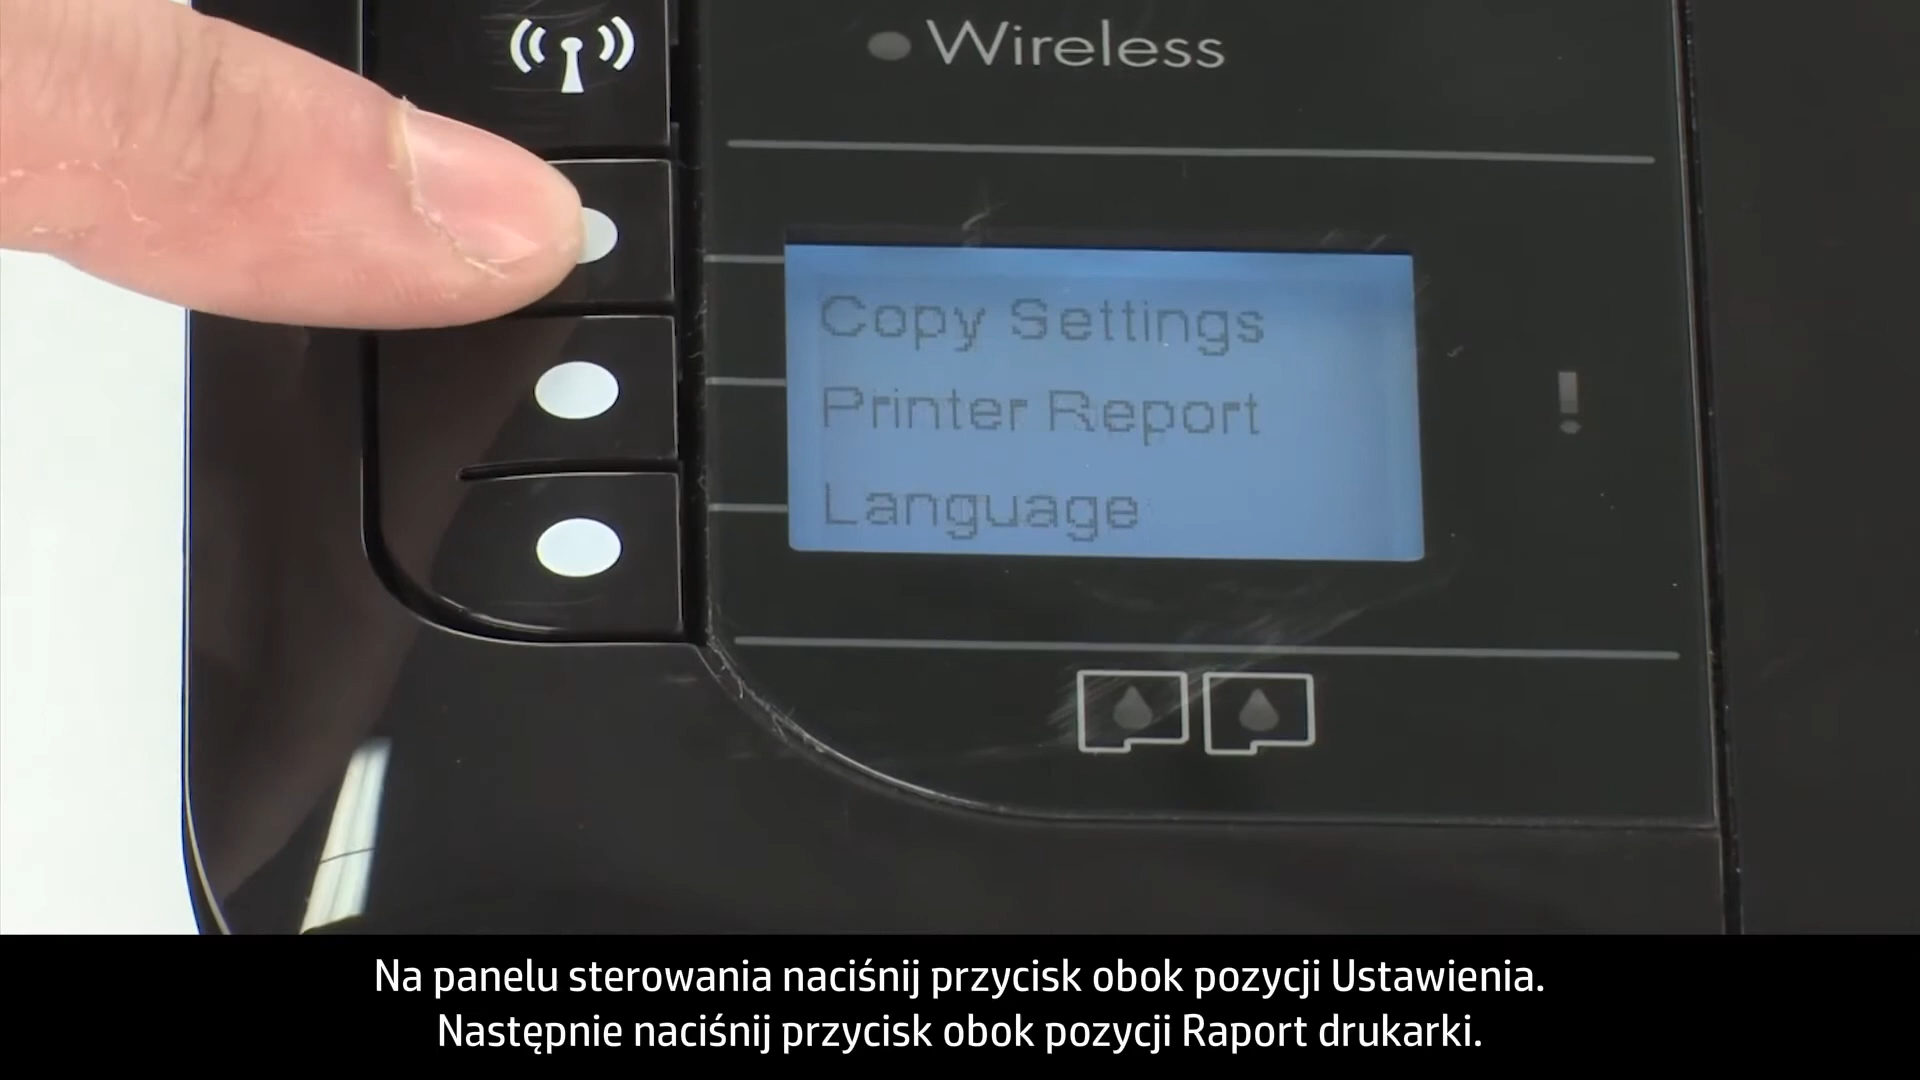 Wireless
Copy Settings
Printer Report
Language
Na panelu sterowania naciśnij przycisk obok pozycji Ustawienia.
Następnie naciśnij przycisk obok pozycji Raport drukarki.